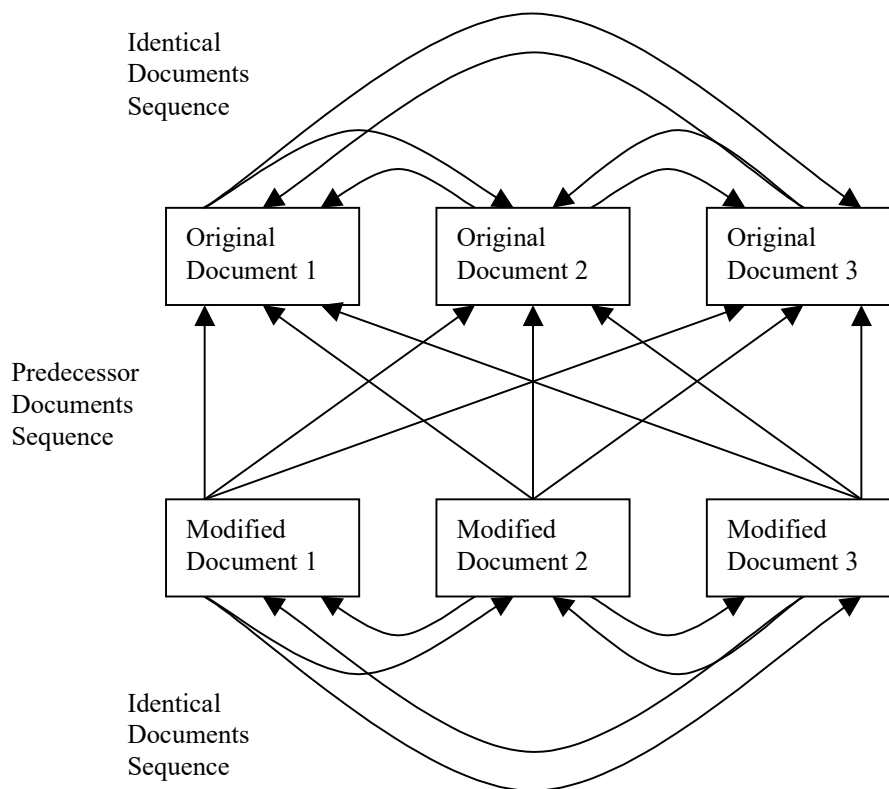 Identical
Documents
Sequence
Original
Document 1
Original
Document 2
Original
Document 3
Predecessor
Documents
Sequence
Modified
Document 1
Modified
Document 2
Modified
Document 3
Identical
Documents
Sequence